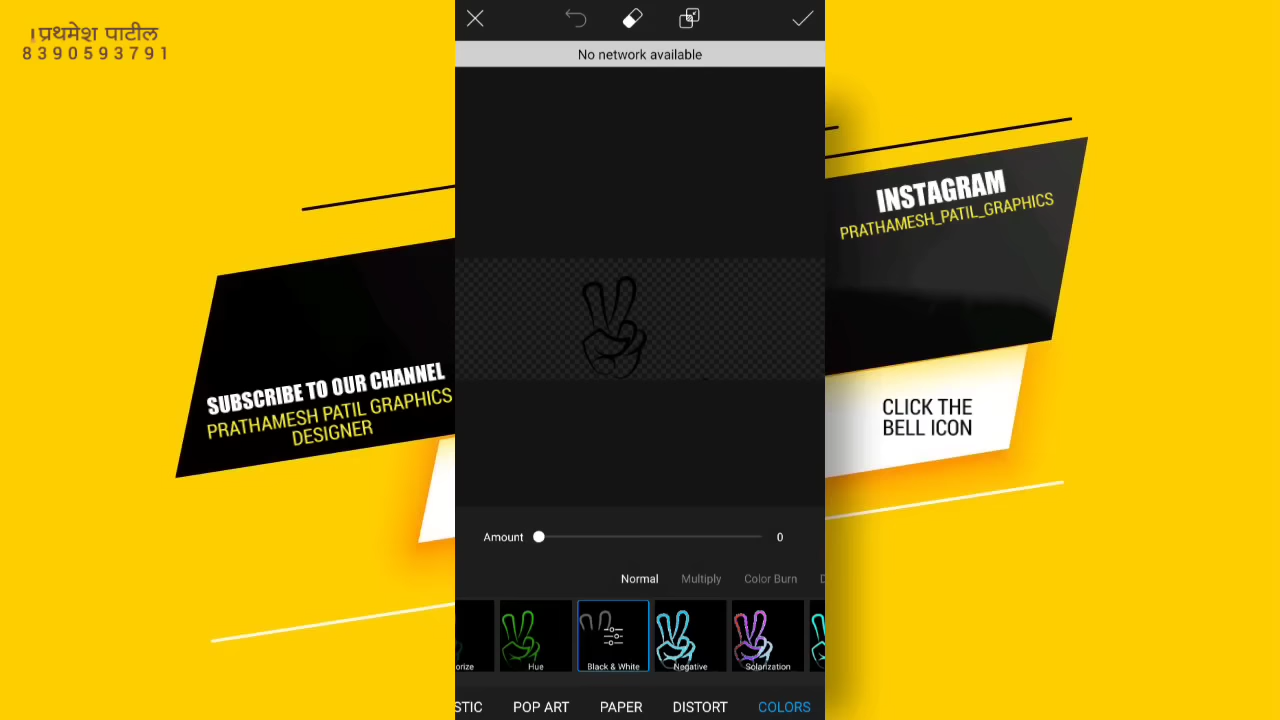 प्रथमेश पाटील
8390593791
No network available
INSTAGRAM
PRATHAMESH_PATIL_GRAPHICS
SUBSCRIBE TO OUR CHANNEL
PRATHAMESH PATIL GRAPHICS
DESIGNER
CLICK THE
BELL ICON
Amount 0
Normal Multiply Color Burn D
orize Hue Black & White Negative Solarization
STIC POP ART PAPER DISTORT COLORS